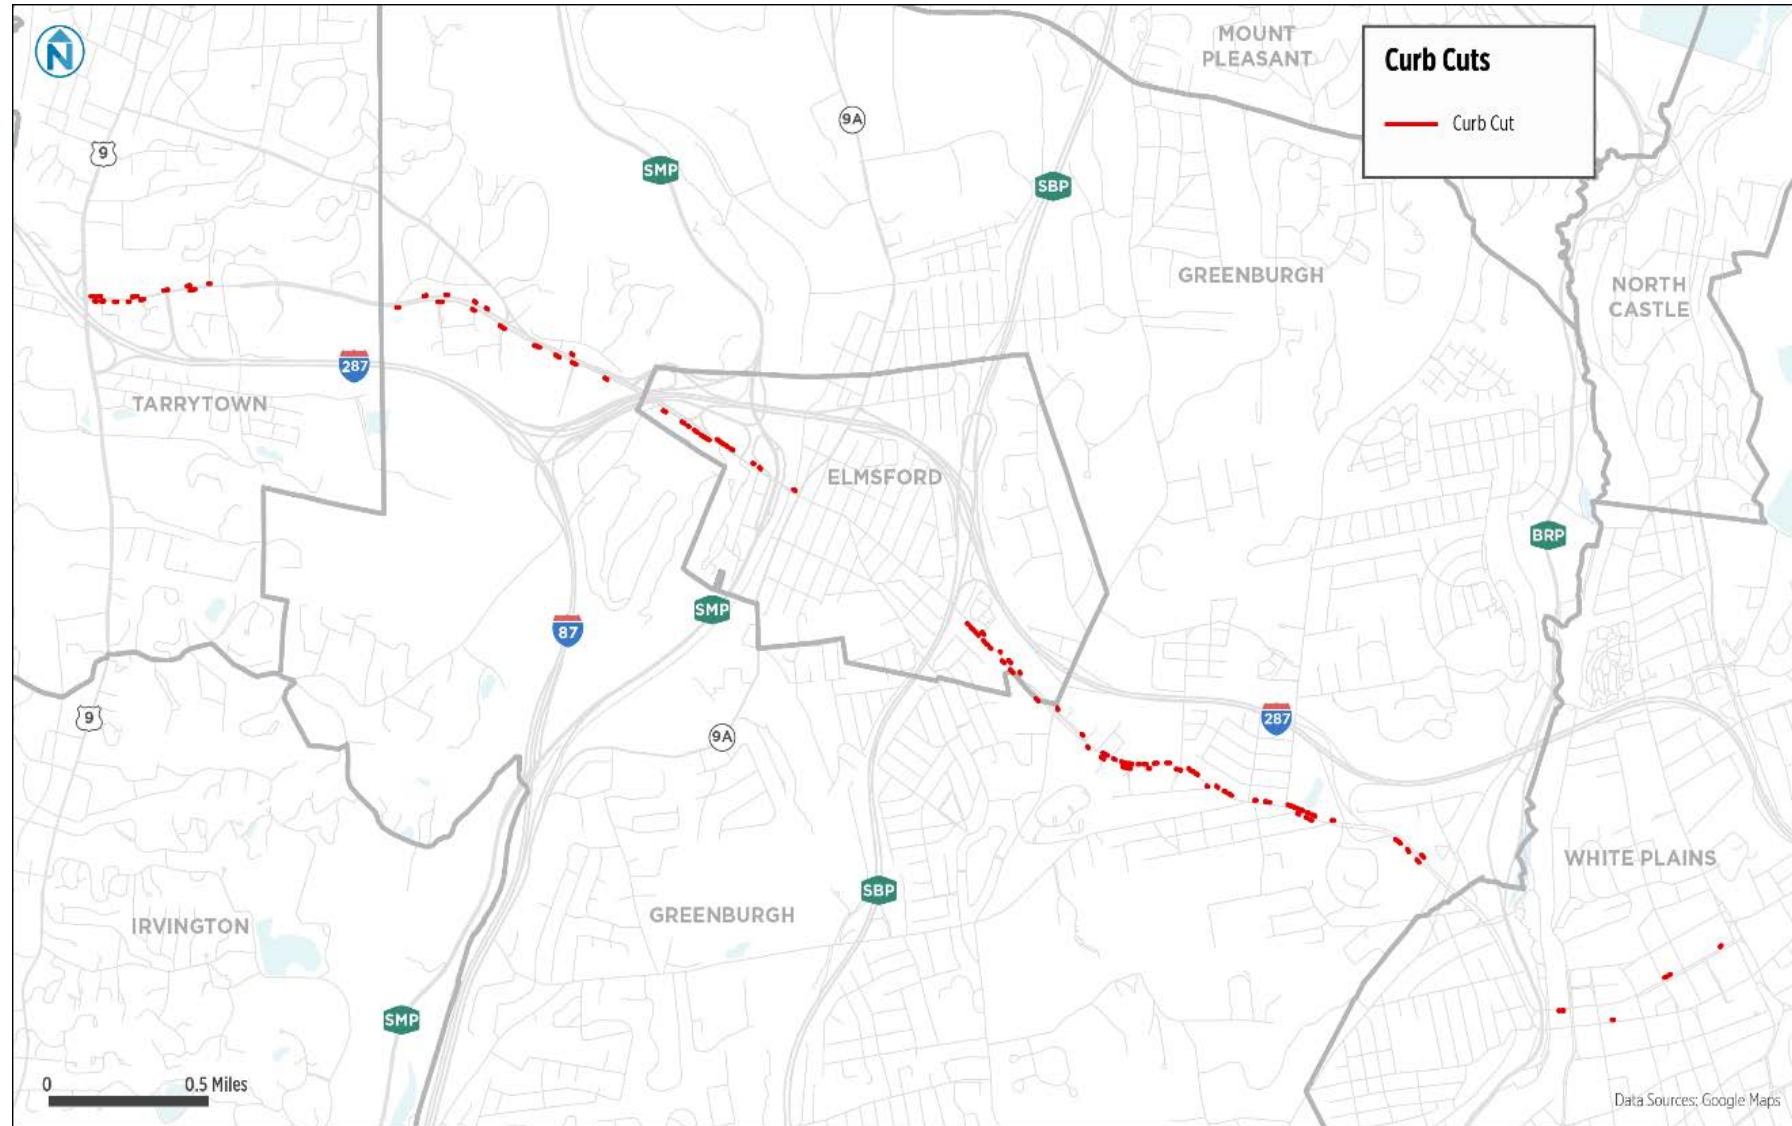 N
MOUNT
PLEASANT
Curb Cuts
Curb Cut
9A
9
SMP
SBP
GREENBURGH
NORTH
CASTLE
287
TARRYTOWN
ELMSFORD
BRP
SMP
87
9
9A
287
WHITE PLAINS
SBP
GREENBURGH
IRVINGTON
SMP
0 0.5 Miles
Data Sources: Google Maps